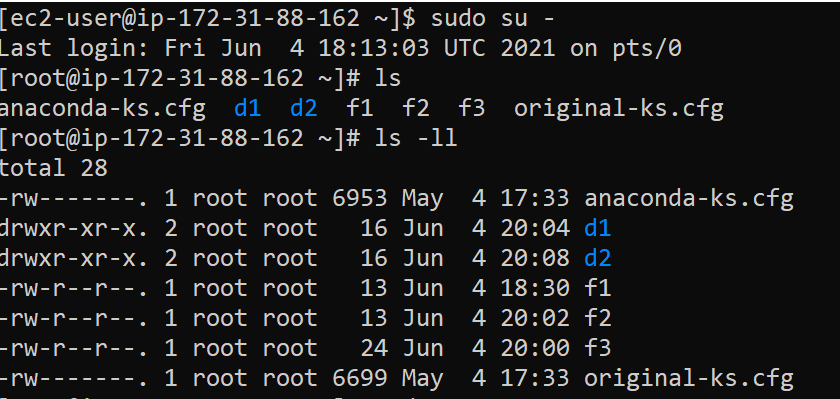 [ec2-user@ip-172-31-88-162 ~]$ sudo su -
Last login: Fri Jun  4 18:13:03 UTC 2021 on pts/0
[root@ip-172-31-88-162 ~]# ls
anaconda-ks.cfg  d1  d2  f1  f2  f3  original-ks.cfg
[root@ip-172-31-88-162 ~]# ls -ll
total 28
-rw-------. 1 root root 6953 May  4 17:33 anaconda-ks.cfg
drwxr-xr-x. 2 root root   16 Jun  4 20:04 d1
drwxr-xr-x. 2 root root   16 Jun  4 20:08 d2
-rw-r--r--. 1 root root   13 Jun  4 18:30 f1
-rw-r--r--. 1 root root   13 Jun  4 20:02 f2
-rw-r--r--. 1 root root   24 Jun  4 20:00 f3
-rw-------. 1 root root 6699 May  4 17:33 original-ks.cfg